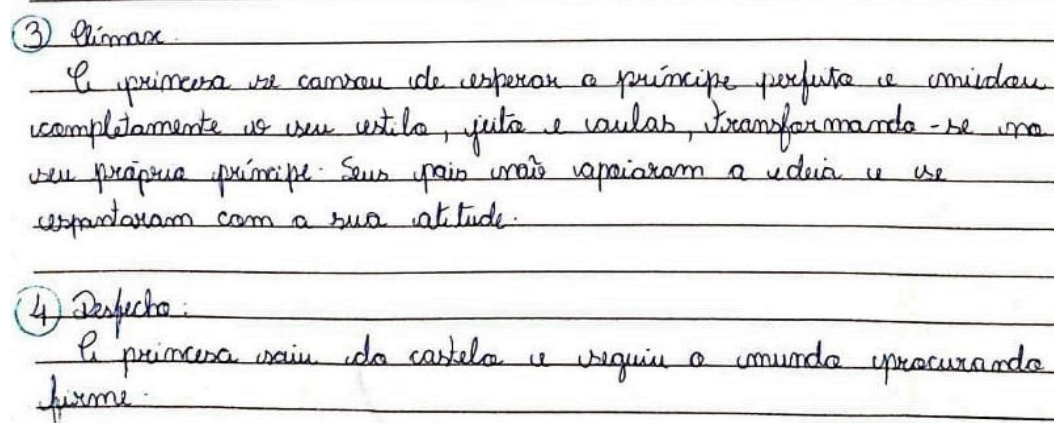 ③ Clímax.
A princesa se cansou de esperar o príncipe perfeito e mudou
completamente o seu estilo, jeito e aulas, transformando-se no
seu próprio príncipe. Seus pais não apoiaram a ideia e se
espantaram com a sua atitude.
④ Desfecho:
A princesa saiu do castelo e seguiu o mundo procurando
firme.